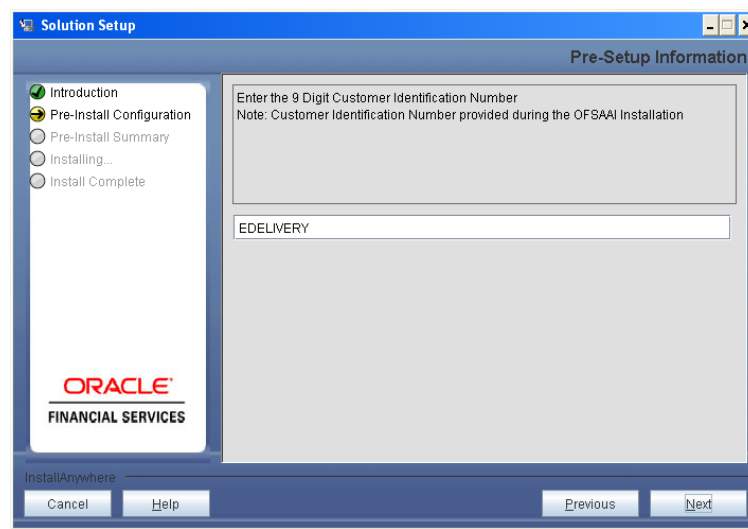 Solution Setup
Pre-Setup Information
Introduction
Pre-Install Configuration
Pre-Install Summary
Installing...
Install Complete
Enter the 9 Digit Customer Identification Number
Note: Customer Identification Number provided during the OFSAAI Installation
EDELIVERY
ORACLE
FINANCIAL SERVICES
InstallAnywhere
Cancel
Help
Previous
Next